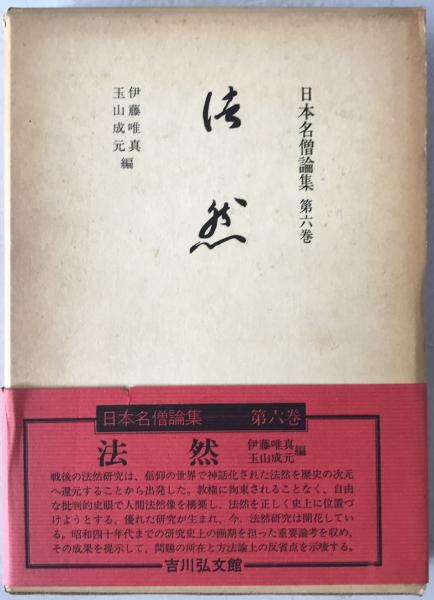 日本名僧論集 第六巻
法然
伊藤唯真
玉山成元 編
日本名僧論集――第六巻
法然 伊藤唯真 玉山成元 編
戦後の法然研究は、信仰の世界で神話化された法然を歴史の次元
へ還元することから出発した。教権に拘束されることなく、自由
な批判的史眼で人間法然像を構築し、法然を正しく史上に位置づ
けようとする、優れた研究が生まれ、今、法然研究は開花してい
る。昭和四十年代までの研究史上の画期を担った重要論考を収め、
その成果を提示して、問題の所在と方法論上の反省点を示唆する。
吉川弘文館